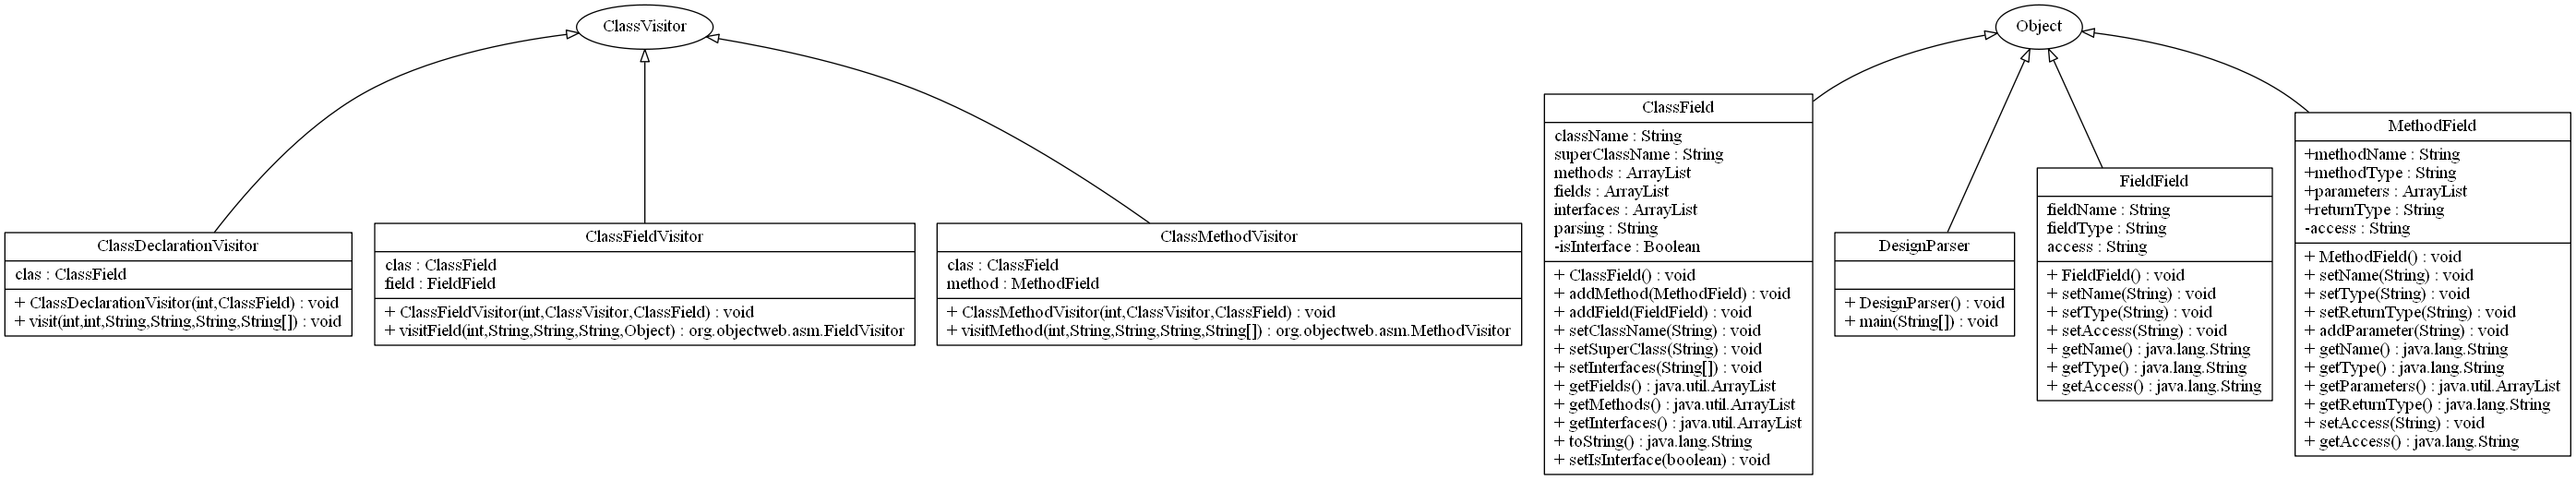 ClassVisitor
Object
ClassDeclarationVisitor
clas : ClassField
+ ClassDeclarationVisitor(int,ClassField) : void
+ visit(int,int,String,String,String,String[]) : void
ClassFieldVisitor
clas : ClassField
field : FieldField
+ ClassFieldVisitor(int,ClassVisitor,ClassField) : void
+ visitField(int,String,String,String,Object) : org.objectweb.asm.FieldVisitor
ClassMethodVisitor
clas : ClassField
method : MethodField
+ ClassMethodVisitor(int,ClassVisitor,ClassField) : void
+ visitMethod(int,String,String,String,String[]) : org.objectweb.asm.MethodVisitor
ClassField
className : String
superClassName : String
methods : ArrayList
fields : ArrayList
interfaces : ArrayList
parsing : String
-isInterface : Boolean
+ ClassField() : void
+ addMethod(MethodField) : void
+ addField(FieldField) : void
+ setClassName(String) : void
+ setSuperClass(String) : void
+ setInterfaces(String[]) : void
+ getFields() : java.util.ArrayList
+ getMethods() : java.util.ArrayList
+ getInterfaces() : java.util.ArrayList
+ toString() : java.lang.String
+ setIsInterface(boolean) : void
DesignParser
+ DesignParser() : void
+ main(String[]) : void
FieldField
fieldName : String
fieldType : String
access : String
+ FieldField() : void
+ setName(String) : void
+ setType(String) : void
+ setAccess(String) : void
+ getName() : java.lang.String
+ getType() : java.lang.String
+ getAccess() : java.lang.String
MethodField
+methodName : String
+methodType : String
+parameters : ArrayList
+returnType : String
-access : String
+ MethodField() : void
+ setName(String) : void
+ setType(String) : void
+ setReturnType(String) : void
+ addParameter(String) : void
+ getName() : java.lang.String
+ getType() : java.lang.String
+ getParameters() : java.util.ArrayList
+ getReturnType() : java.lang.String
+ setAccess(String) : void
+ getAccess() : java.lang.String